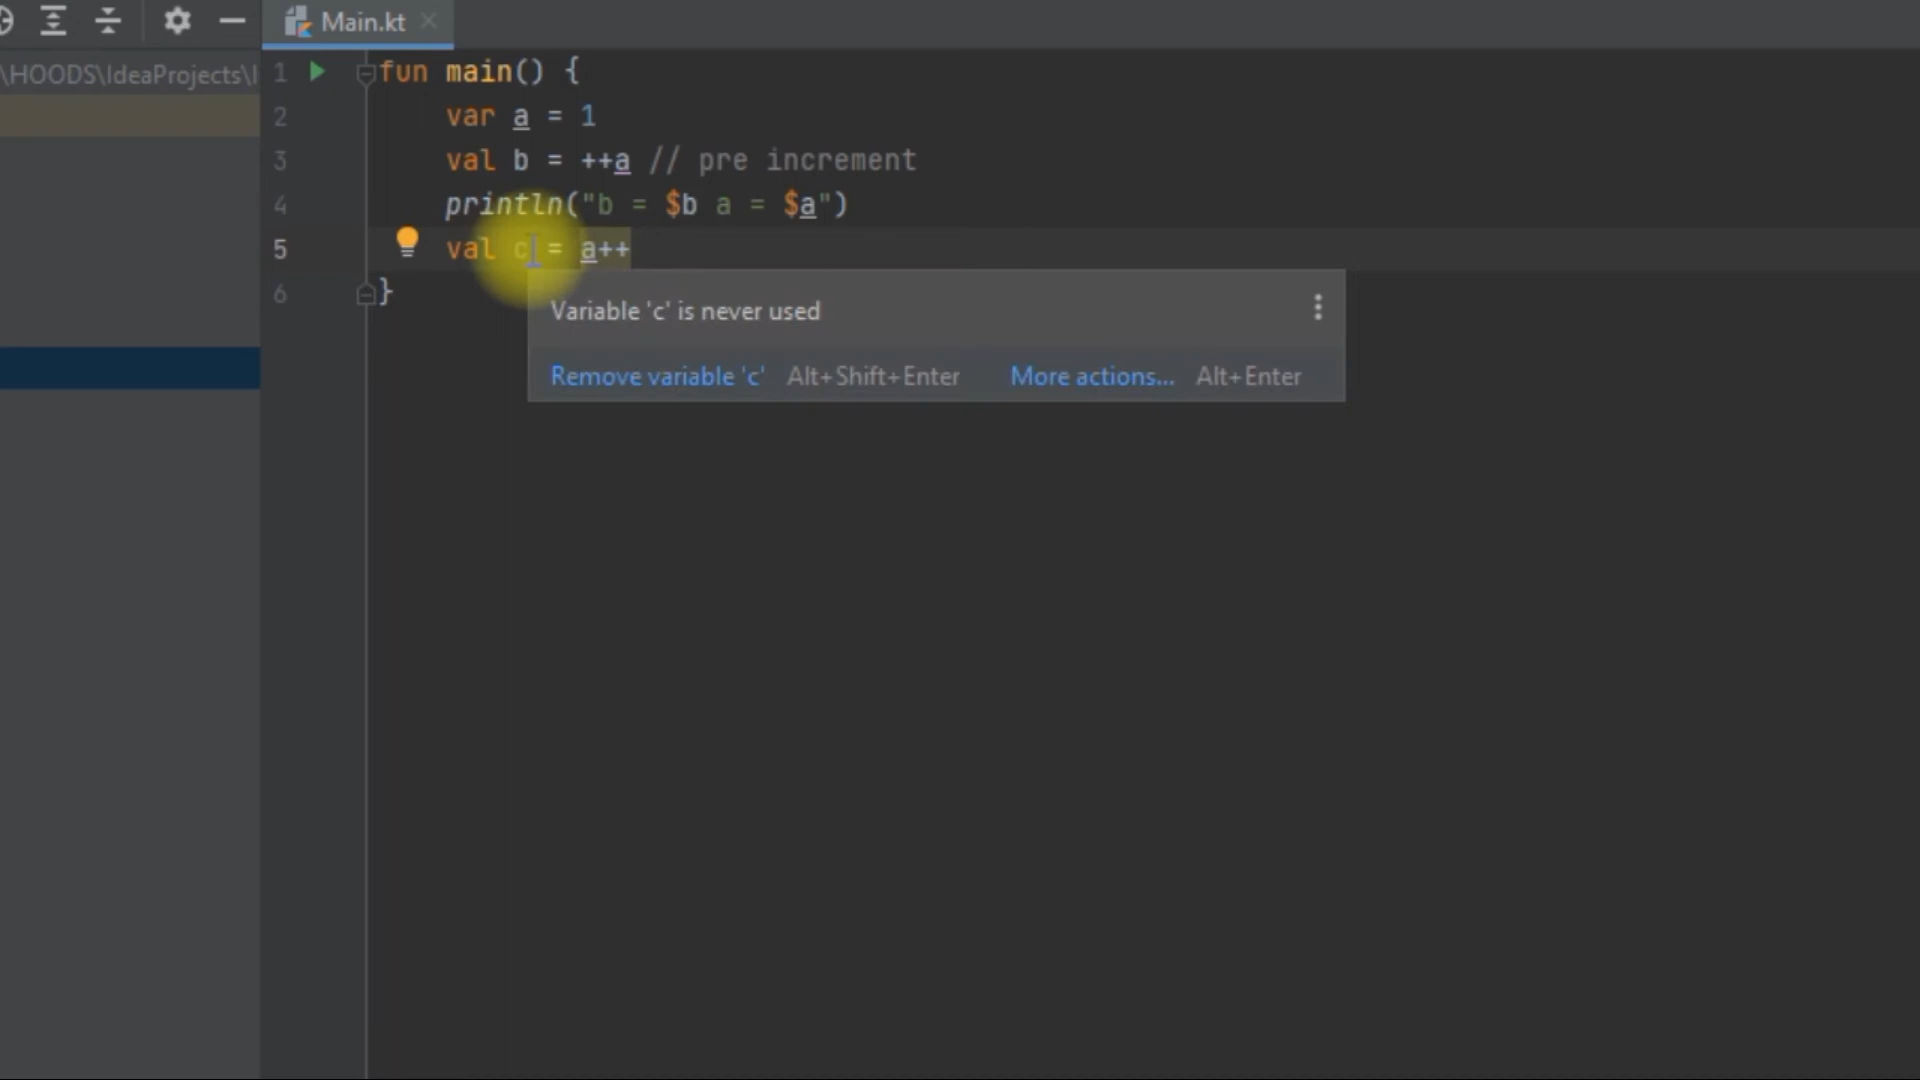 Main.kt
\HOODS\IdeaProjects\I
1 fun main() {
2 var a = 1
3 val b = ++a // pre increment
4 println("b = $b a = $a")
5 val c = a++
6 }
Variable 'c' is never used
Remove variable 'c' Alt+Shift+Enter More actions... Alt+Enter